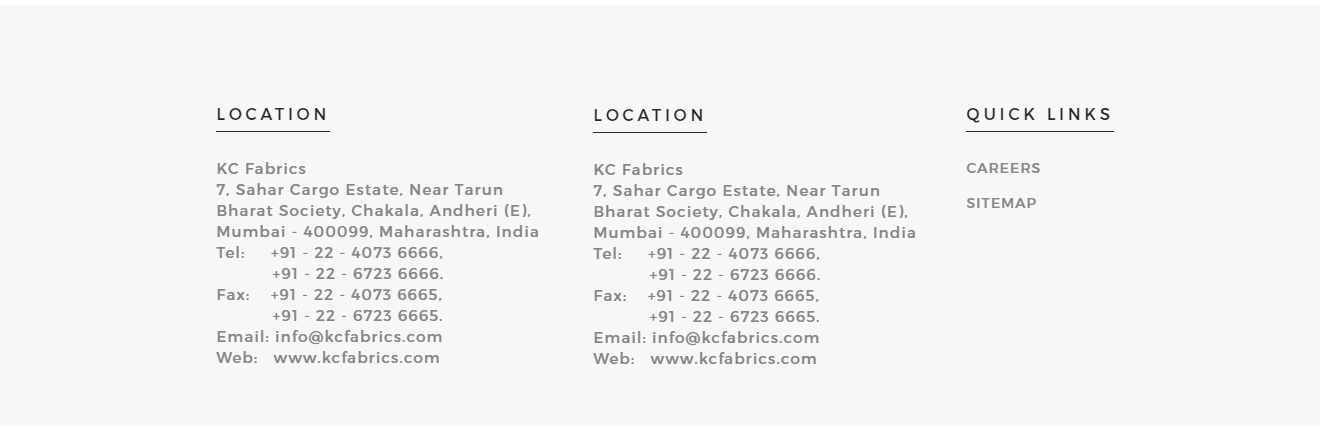 LOCATION
KC Fabrics
7, Sahar Cargo Estate, Near Tarun
Bharat Society, Chakala, Andheri (E),
Mumbai - 400099, Maharashtra, India
Tel: +91 - 22 - 4073 6666,
+91 - 22 - 6723 6666.
Fax: +91 - 22 - 4073 6665,
+91 - 22 - 6723 6665.
Email: info@kcfabrics.com
Web: www.kcfabrics.com
LOCATION
KC Fabrics
7, Sahar Cargo Estate, Near Tarun
Bharat Society, Chakala, Andheri (E),
Mumbai - 400099, Maharashtra, India
Tel: +91 - 22 - 4073 6666,
+91 - 22 - 6723 6666.
Fax: +91 - 22 - 4073 6665,
+91 - 22 - 6723 6665.
Email: info@kcfabrics.com
Web: www.kcfabrics.com
QUICK LINKS
CAREERS
SITEMAP